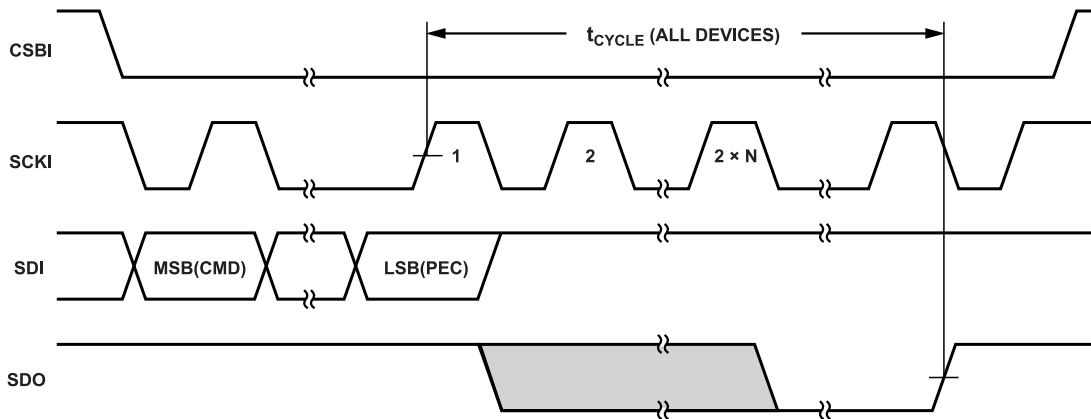 CSBI
tCYCLE (ALL DEVICES)
SCKI
1
2
2 × N
SDI
MSB(CMD)
LSB(PEC)
SDO